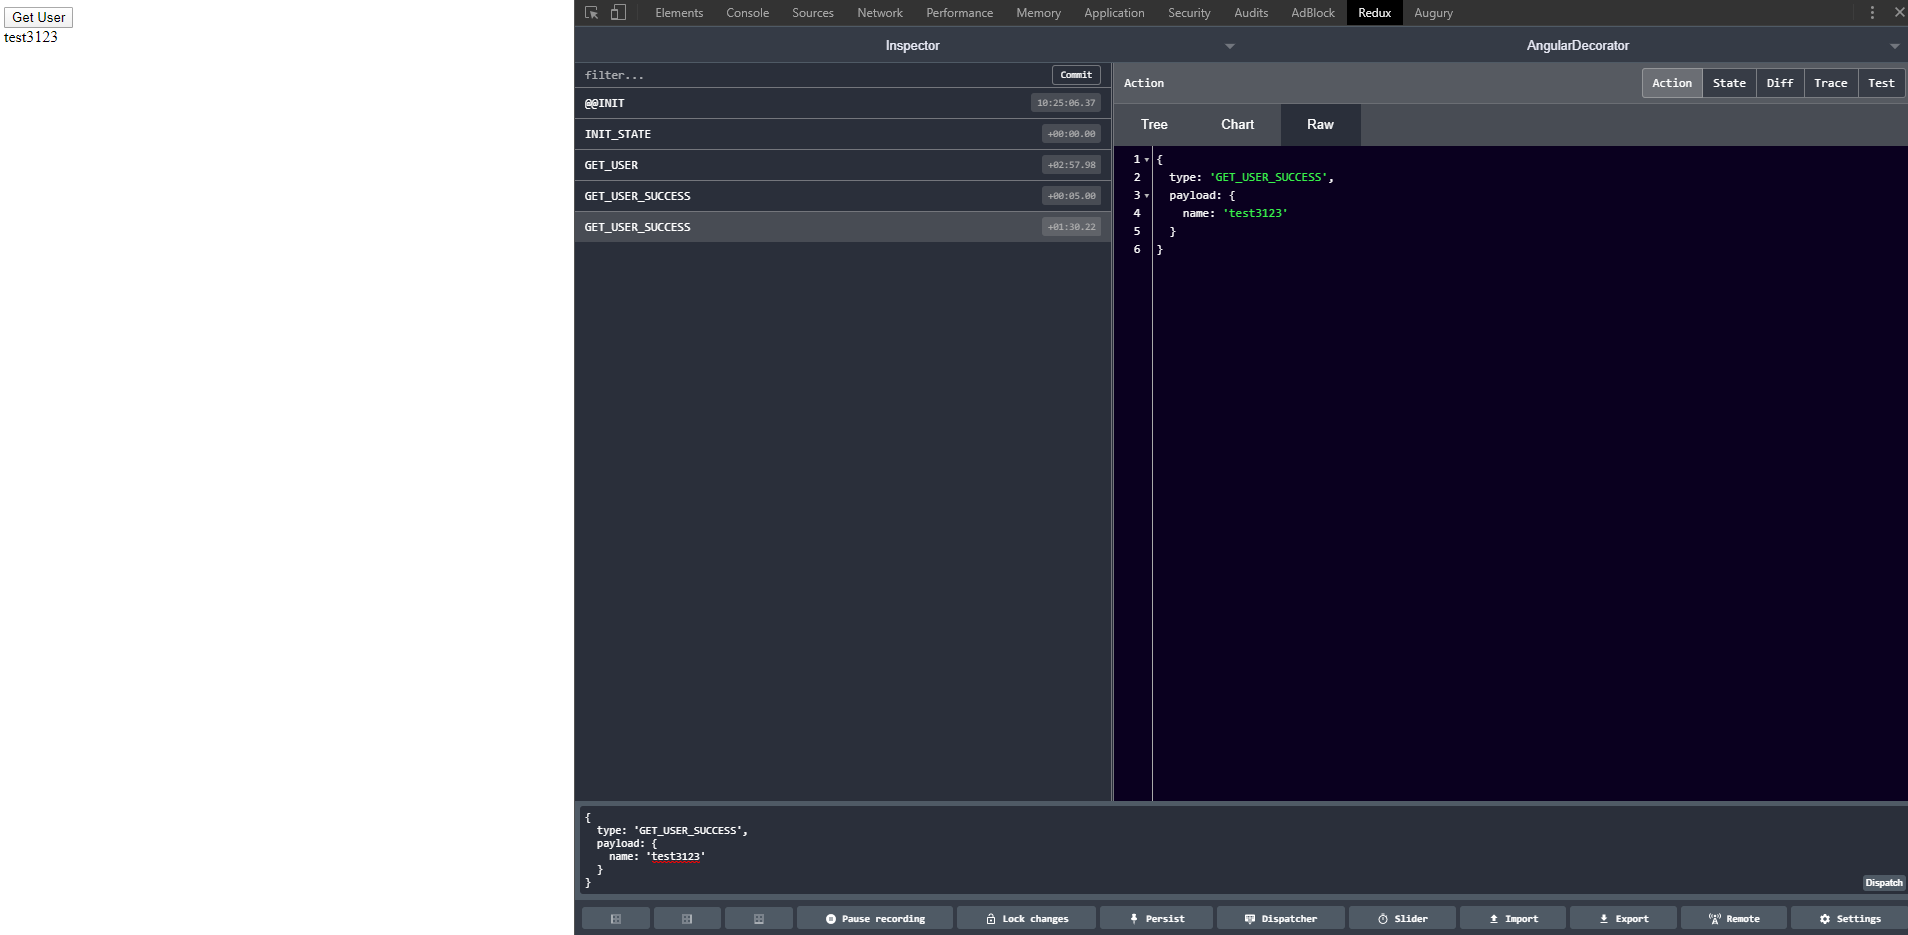 Get User
test3123
Elements Console Sources Network Performance Memory Application Security Audits AdBlock Redux Augury
Inspector
AngularDecorator
filter...
Commit
@@INIT 10:25:06.37
INIT_STATE +00:00.00
GET_USER +02:57.98
GET_USER_SUCCESS +00:05.00
GET_USER_SUCCESS +01:30.22
Action
Action State Diff Trace Test
Tree Chart Raw
1 {
2 type: 'GET_USER_SUCCESS',
3 payload: {
4 name: 'test3123'
5 }
6 }
{
type: 'GET_USER_SUCCESS',
payload: {
name: 'test3123'
}
}
Dispatch
Pause recording Lock changes Persist Dispatcher Slider Import Export Remote Settings